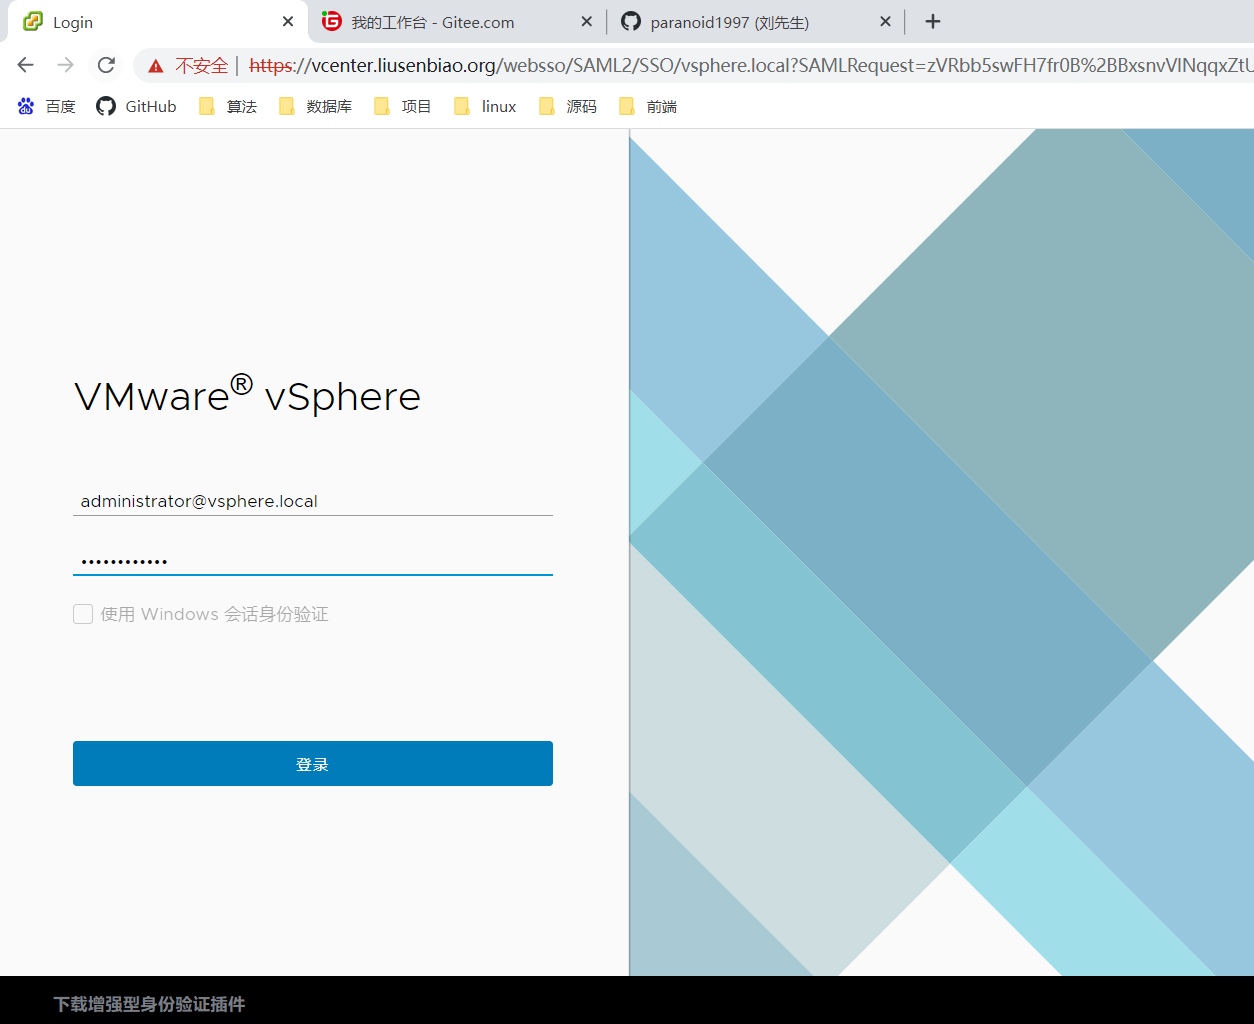 Login
我的工作台 - Gitee.com
paranoid1997 (刘先生)
不安全 | https://vcenter.liusenbiao.org/websso/SAML2/SSO/vsphere.local?SAMLRequest=zVRbb5swFH7fr0B%2BBxsnvVlNqqxZtU
百度 GitHub 算法 数据库 项目 linux 源码 前端
VMware® vSphere
administrator@vsphere.local
••••••••••••
使用 Windows 会话身份验证
登录
下载增强型身份验证插件